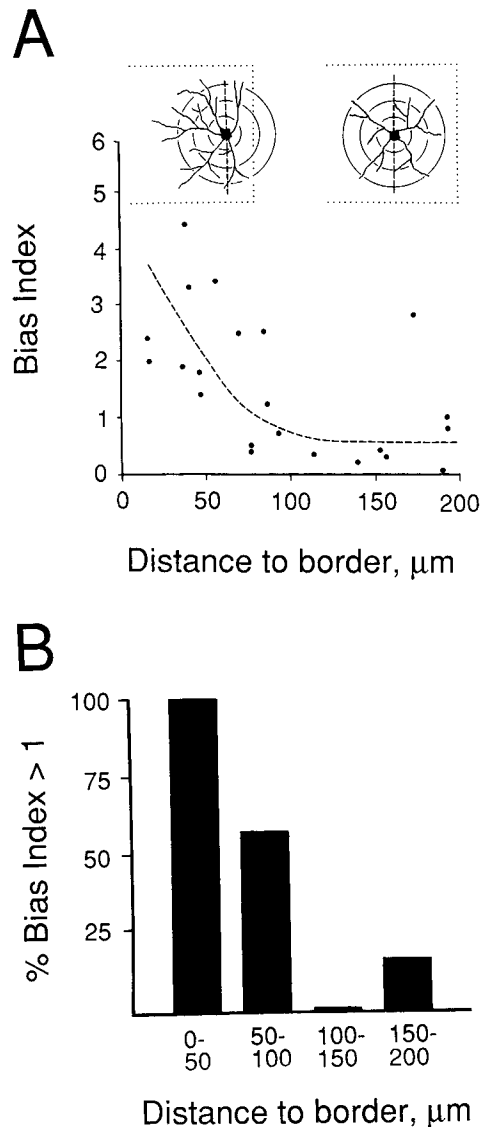 A
6
5
4
3
2
1
0
Bias Index
0 50 100 150 200
Distance to border, μm
B
100
75
50
25
% Bias Index > 1
0- 50- 100- 150-
50 100 150 200
Distance to border, μm